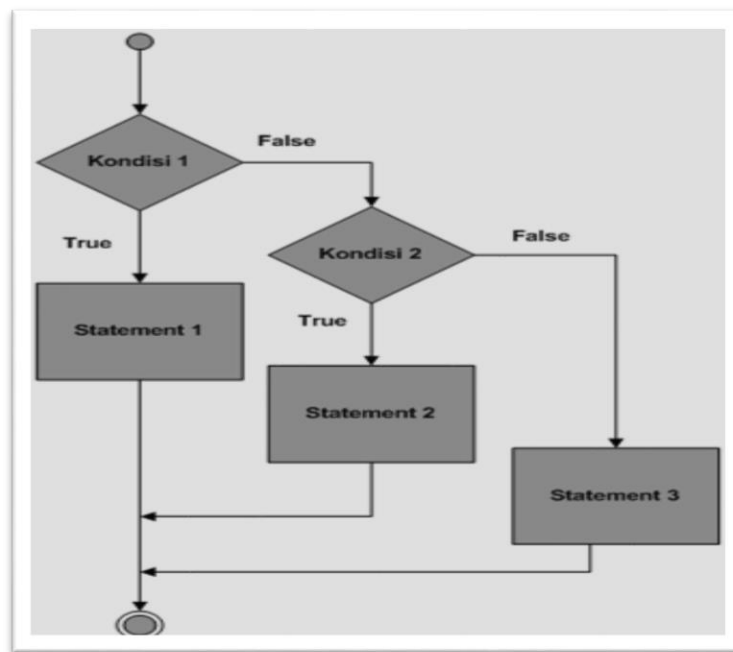 Kondisi 1
False
True
Kondisi 2
False
Statement 1
True
Statement 2
Statement 3